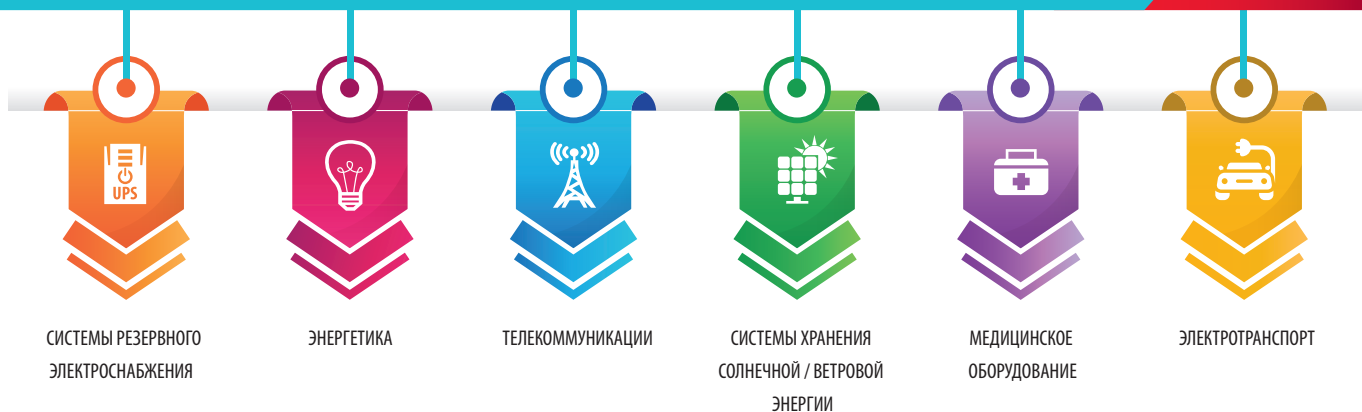 UPS
СИСТЕМЫ РЕЗЕРВНОГО
ЭЛЕКТРОСНАБЖЕНИЯ
ЭНЕРГЕТИКА
ТЕЛЕКОММУНИКАЦИИ
СИСТЕМЫ ХРАНЕНИЯ
СОЛНЕЧНОЙ / ВЕТРОВОЙ
ЭНЕРГИИ
МЕДИЦИНСКОЕ
ОБОРУДОВАНИЕ
ЭЛЕКТРОТРАНСПОРТ